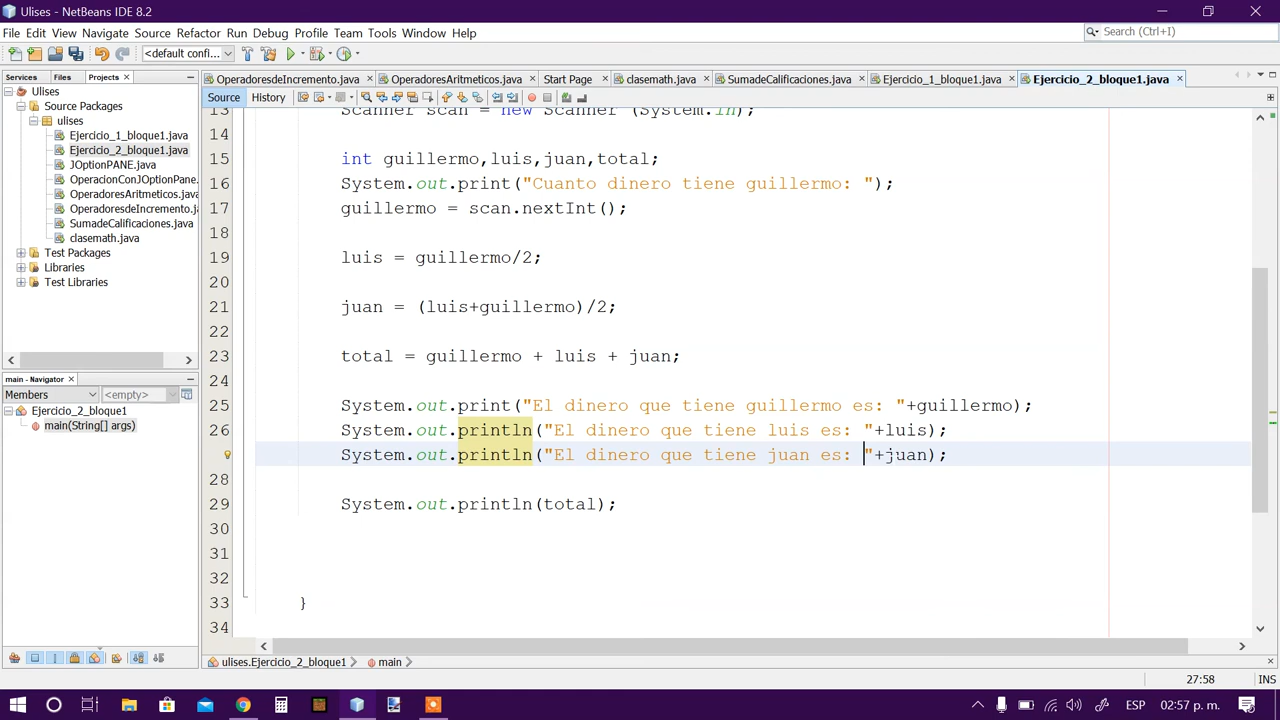 Ulises - NetBeans IDE 8.2
File Edit View Navigate Source Refactor Run Debug Profile Team Tools Window Help
Search (Ctrl+I)
<default confi...
Services Files Projects
OperadoresdeIncremento.java OperadoresAritmeticos.java Start Page clasemath.java SumadeCalificaciones.java Ejercicio_1_bloque1.java Ejercicio_2_bloque1.java
Source History
Ulises
Source Packages
ulises
Ejercicio_1_bloque1.java
Ejercicio_2_bloque1.java
JOptionPANE.java
OperacionConJOptionPane.
OperadoresAritmeticos.java
OperadoresdeIncremento.java
SumadeCalificaciones.java
clasemath.java
Test Packages
Libraries
Test Libraries
main - Navigator
Members <empty>
Ejercicio_2_bloque1
main(String[] args)
13 Scanner scan = new Scanner (System.in);
14
15 int guillermo,luis,juan,total;
16 System.out.print("Cuanto dinero tiene guillermo: ");
17 guillermo = scan.nextInt();
18
19 luis = guillermo/2;
20
21 juan = (luis+guillermo)/2;
22
23 total = guillermo + luis + juan;
24
25 System.out.print("El dinero que tiene guillermo es: "+guillermo);
26 System.out.println("El dinero que tiene luis es: "+luis);
27 System.out.println("El dinero que tiene juan es: "+juan);
28
29 System.out.println(total);
30
31
32
33 }
34
ulises.Ejercicio_2_bloque1 main
27:58 INS
ESP 02:57 p. m.